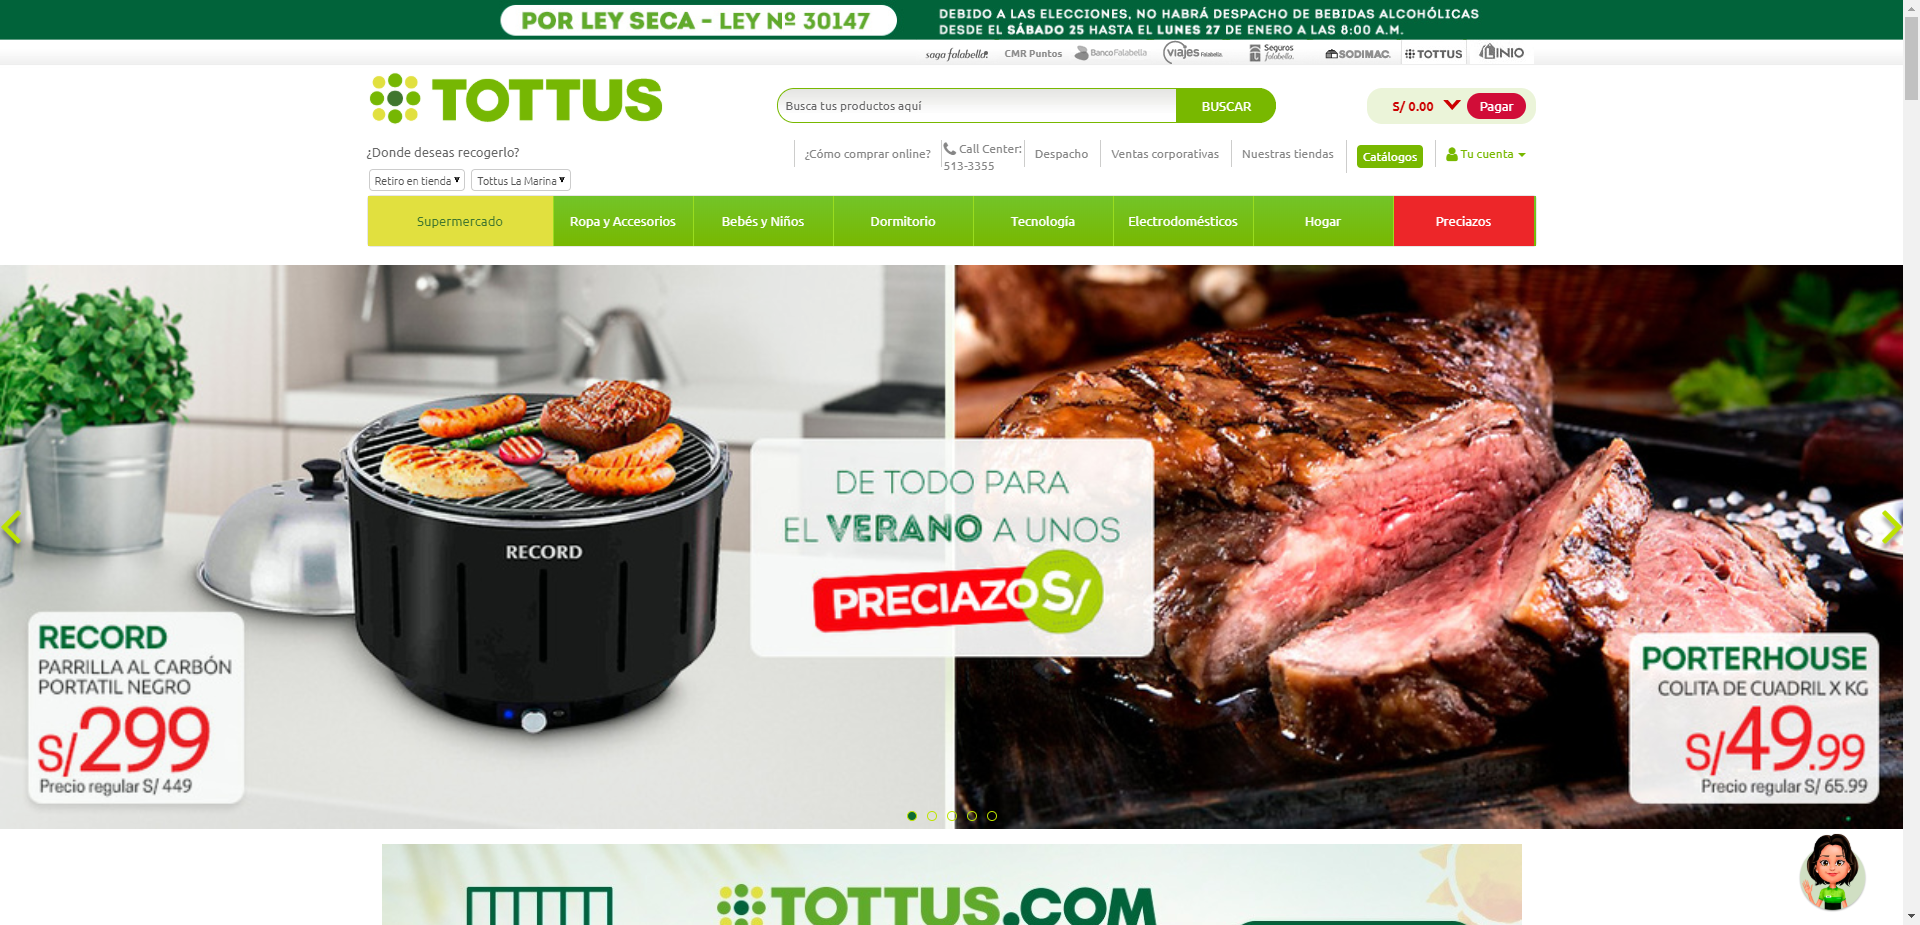 POR LEY SECA - LEY Nº 30147
DEBIDO A LAS ELECCIONES, NO HABRÁ DESPACHO DE BEBIDAS ALCOHÓLICAS
DESDE EL SÁBADO 25 HASTA EL LUNES 27 DE ENERO A LAS 8:00 A.M.
saga falabella. CMR Puntos Banco Falabella Viajes Falabella Seguros falabella. SODIMAC. TOTTUS LINIO
TOTTUS
Busca tus productos aquí BUSCAR
S/ 0.00 Pagar
¿Donde deseas recogerlo?
¿Cómo comprar online?
Call Center:
513-3355
Despacho Ventas corporativas Nuestras tiendas Catálogos Tu cuenta
Retiro en tienda Tottus La Marina
Supermercado Ropa y Accesorios Bebés y Niños Dormitorio Tecnología Electrodomésticos Hogar Preciazos
DE TODO PARA
EL VERANO A UNOS
PRECIAZOS/
RECORD
RECORD
PARRILLA AL CARBÓN
PORTATIL NEGRO
S/299
Precio regular S/ 449
PORTERHOUSE
COLITA DE CUADRIL X KG
S/49.99
Precio regular S/ 65.99
TOTTUS.COM